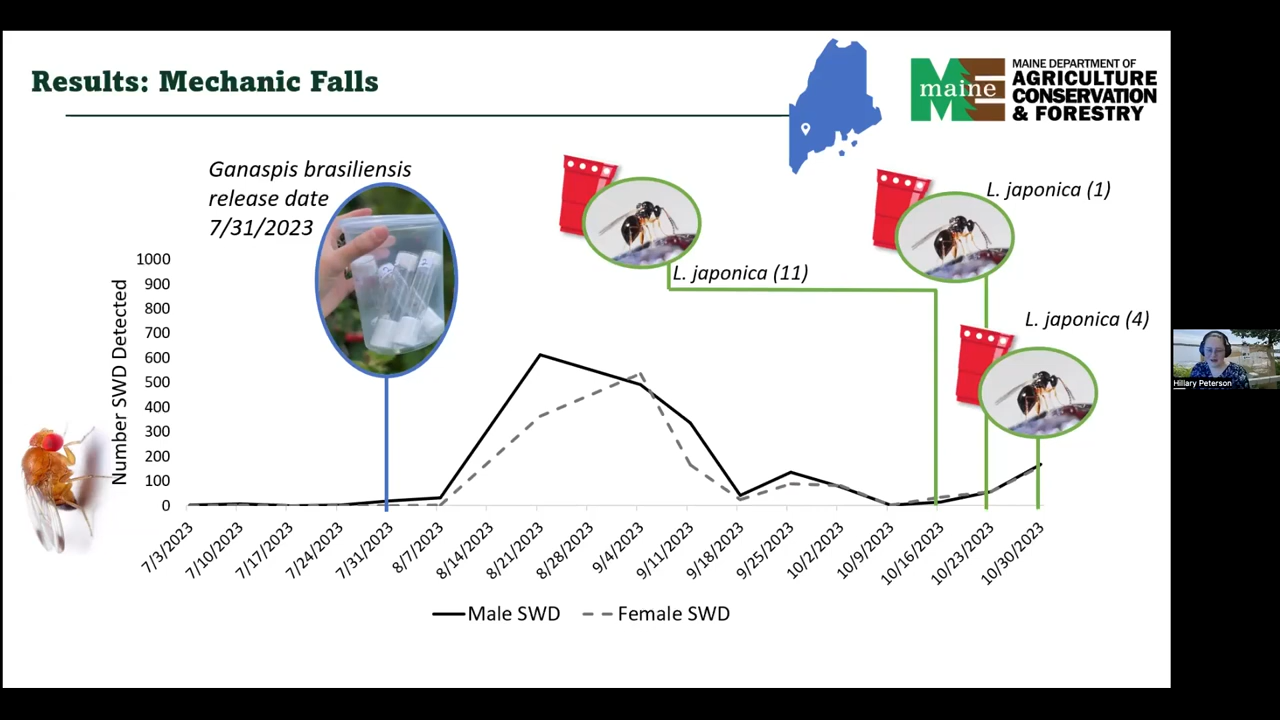 Results: Mechanic Falls
maine
MAINE DEPARTMENT OF
AGRICULTURE
CONSERVATION
& FORESTRY
Ganaspis brasiliensis
release date
7/31/2023
L. japonica (11)
L. japonica (1)
L. japonica (4)
Number SWD Detected
1000
900
800
700
600
500
400
300
200
100
0
7/3/2023
7/10/2023
7/17/2023
7/24/2023
7/31/2023
8/7/2023
8/14/2023
8/21/2023
8/28/2023
9/4/2023
9/11/2023
9/18/2023
9/25/2023
10/2/2023
10/9/2023
10/16/2023
10/23/2023
10/30/2023
Male SWD
Female SWD
Hillary Peterson